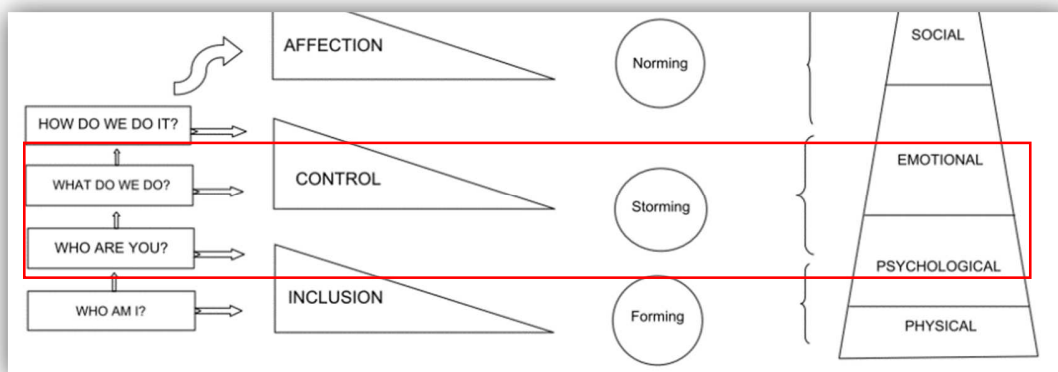 AFFECTION
Norming
SOCIAL
HOW DO WE DO IT?
WHAT DO WE DO?
CONTROL
Storming
EMOTIONAL
WHO ARE YOU?
PSYCHOLOGICAL
WHO AM I?
INCLUSION
Forming
PHYSICAL